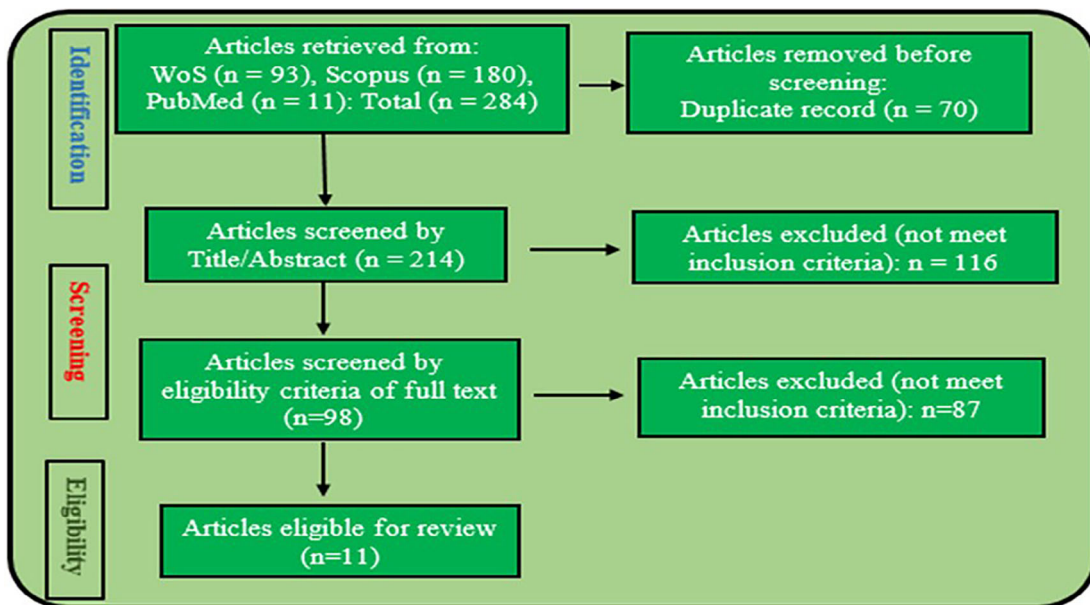 Identification
Articles retrieved from:
WoS (n = 93), Scopus (n = 180),
PubMed (n = 11): Total (n = 284)
Articles removed before
screening:
Duplicate record (n = 70)
Articles screened by
Title/Abstract (n = 214)
Articles excluded (not meet
inclusion criteria): n = 116
Screening
Articles screened by
eligibility criteria of full text
(n=98)
Articles excluded (not meet
inclusion criteria): n=87
Eligibility
Articles eligible for review
(n=11)